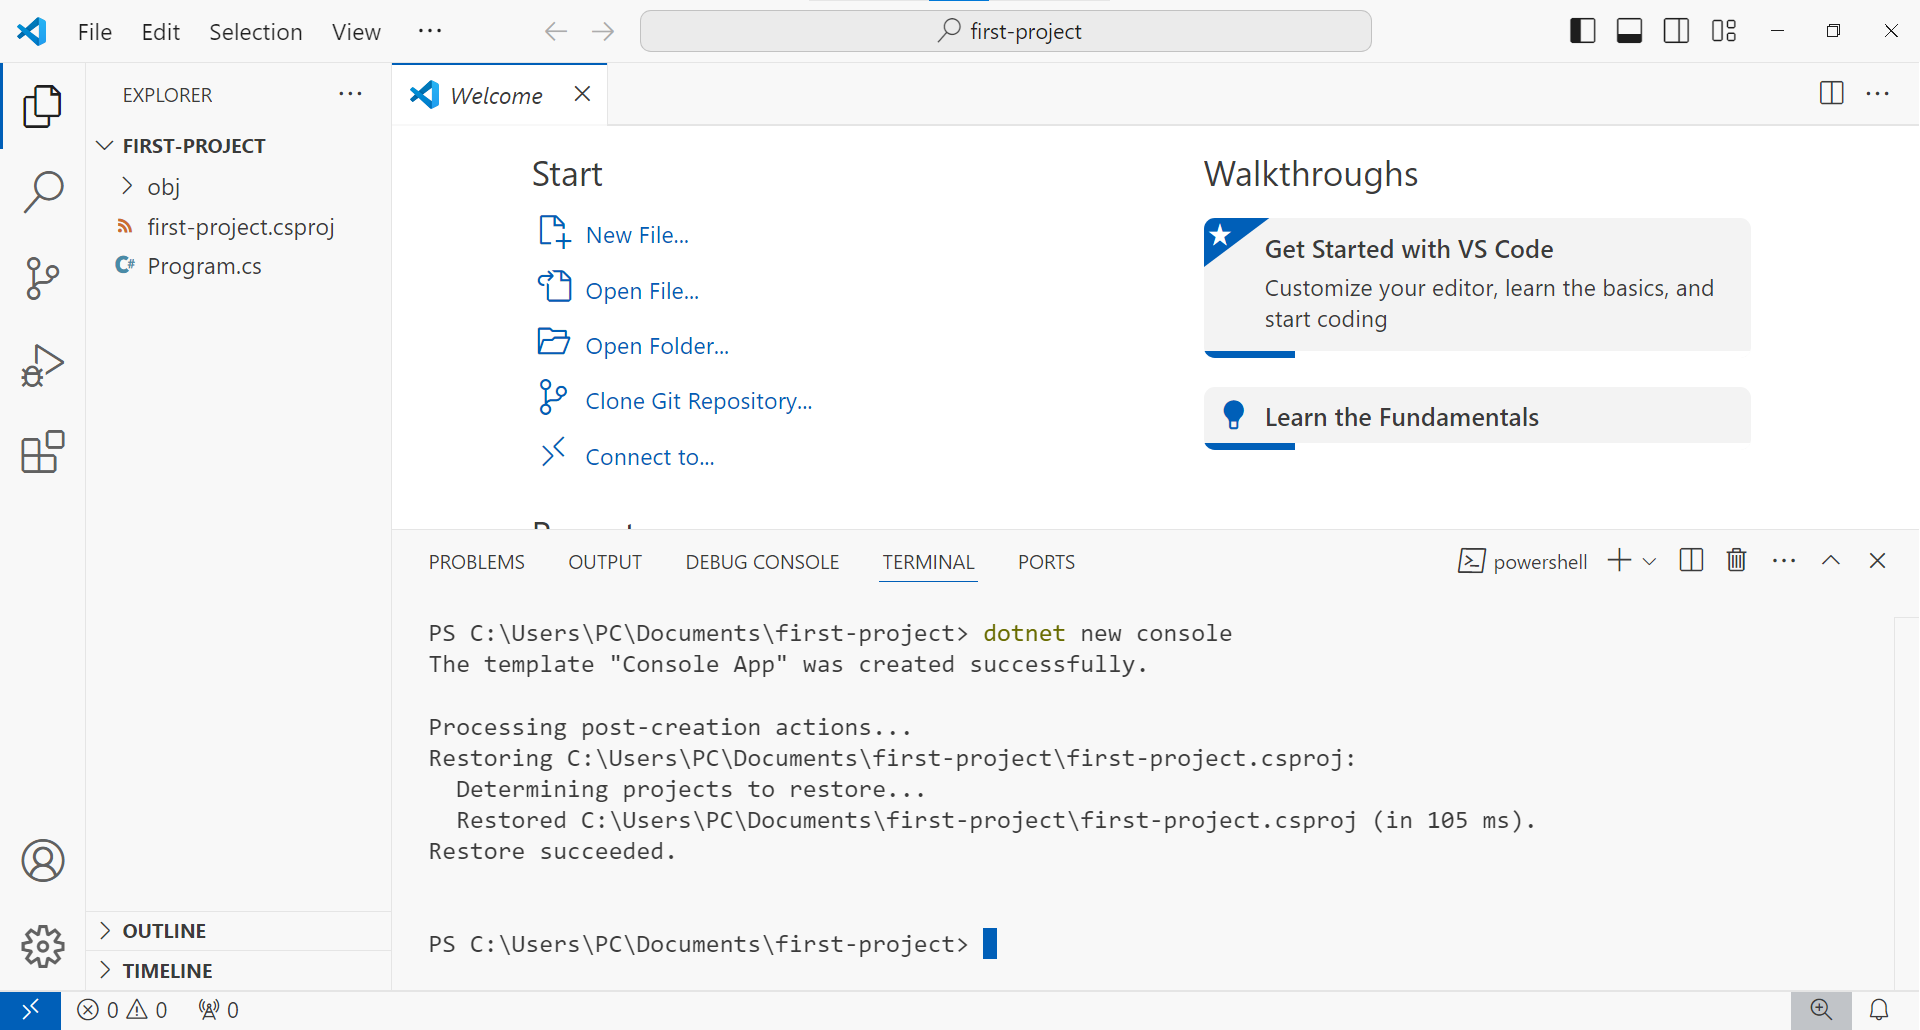 File Edit Selection View ···
first-project
EXPLORER ···
FIRST-PROJECT
obj
first-project.csproj
C# Program.cs
OUTLINE
TIMELINE
Welcome
Start
New File...
Open File...
Open Folder...
Clone Git Repository...
Connect to...
Walkthroughs
Get Started with VS Code
Customize your editor, learn the basics, and
start coding
Learn the Fundamentals
PROBLEMS OUTPUT DEBUG CONSOLE TERMINAL PORTS
powershell
PS C:\Users\PC\Documents\first-project> dotnet new console
The template "Console App" was created successfully.
Processing post-creation actions...
Restoring C:\Users\PC\Documents\first-project\first-project.csproj:
Determining projects to restore...
Restored C:\Users\PC\Documents\first-project\first-project.csproj (in 105 ms).
Restore succeeded.
PS C:\Users\PC\Documents\first-project>
0 0 0